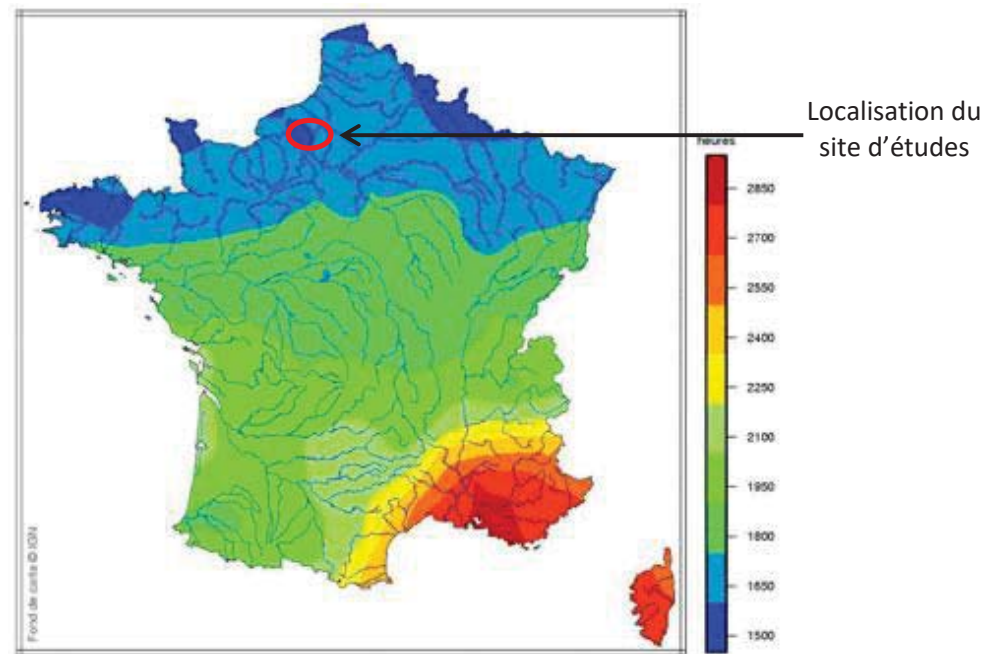 Localisation du
site d’études
heures
2850
2700
2550
2400
2250
2100
1950
1800
1650
1500
Fond de carte © IGN